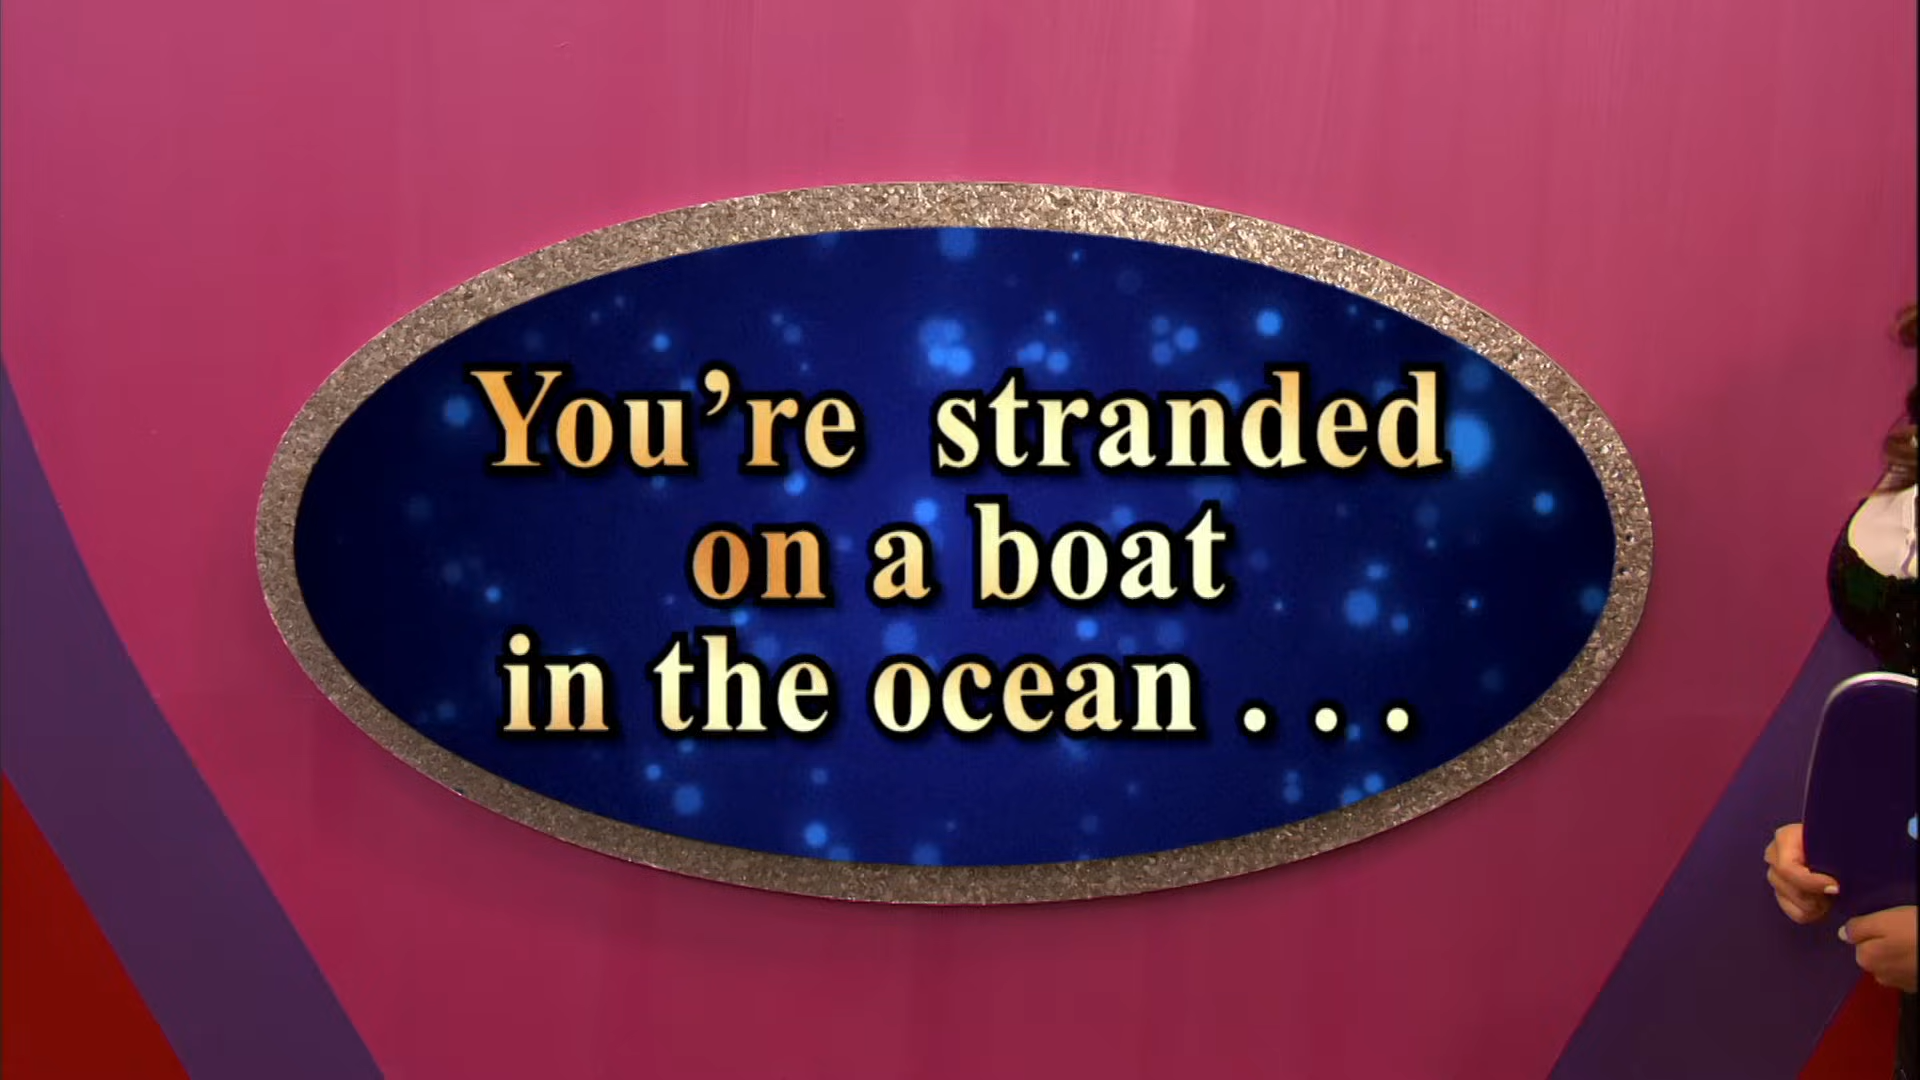 You’re stranded
on a boat
in the ocean . . .